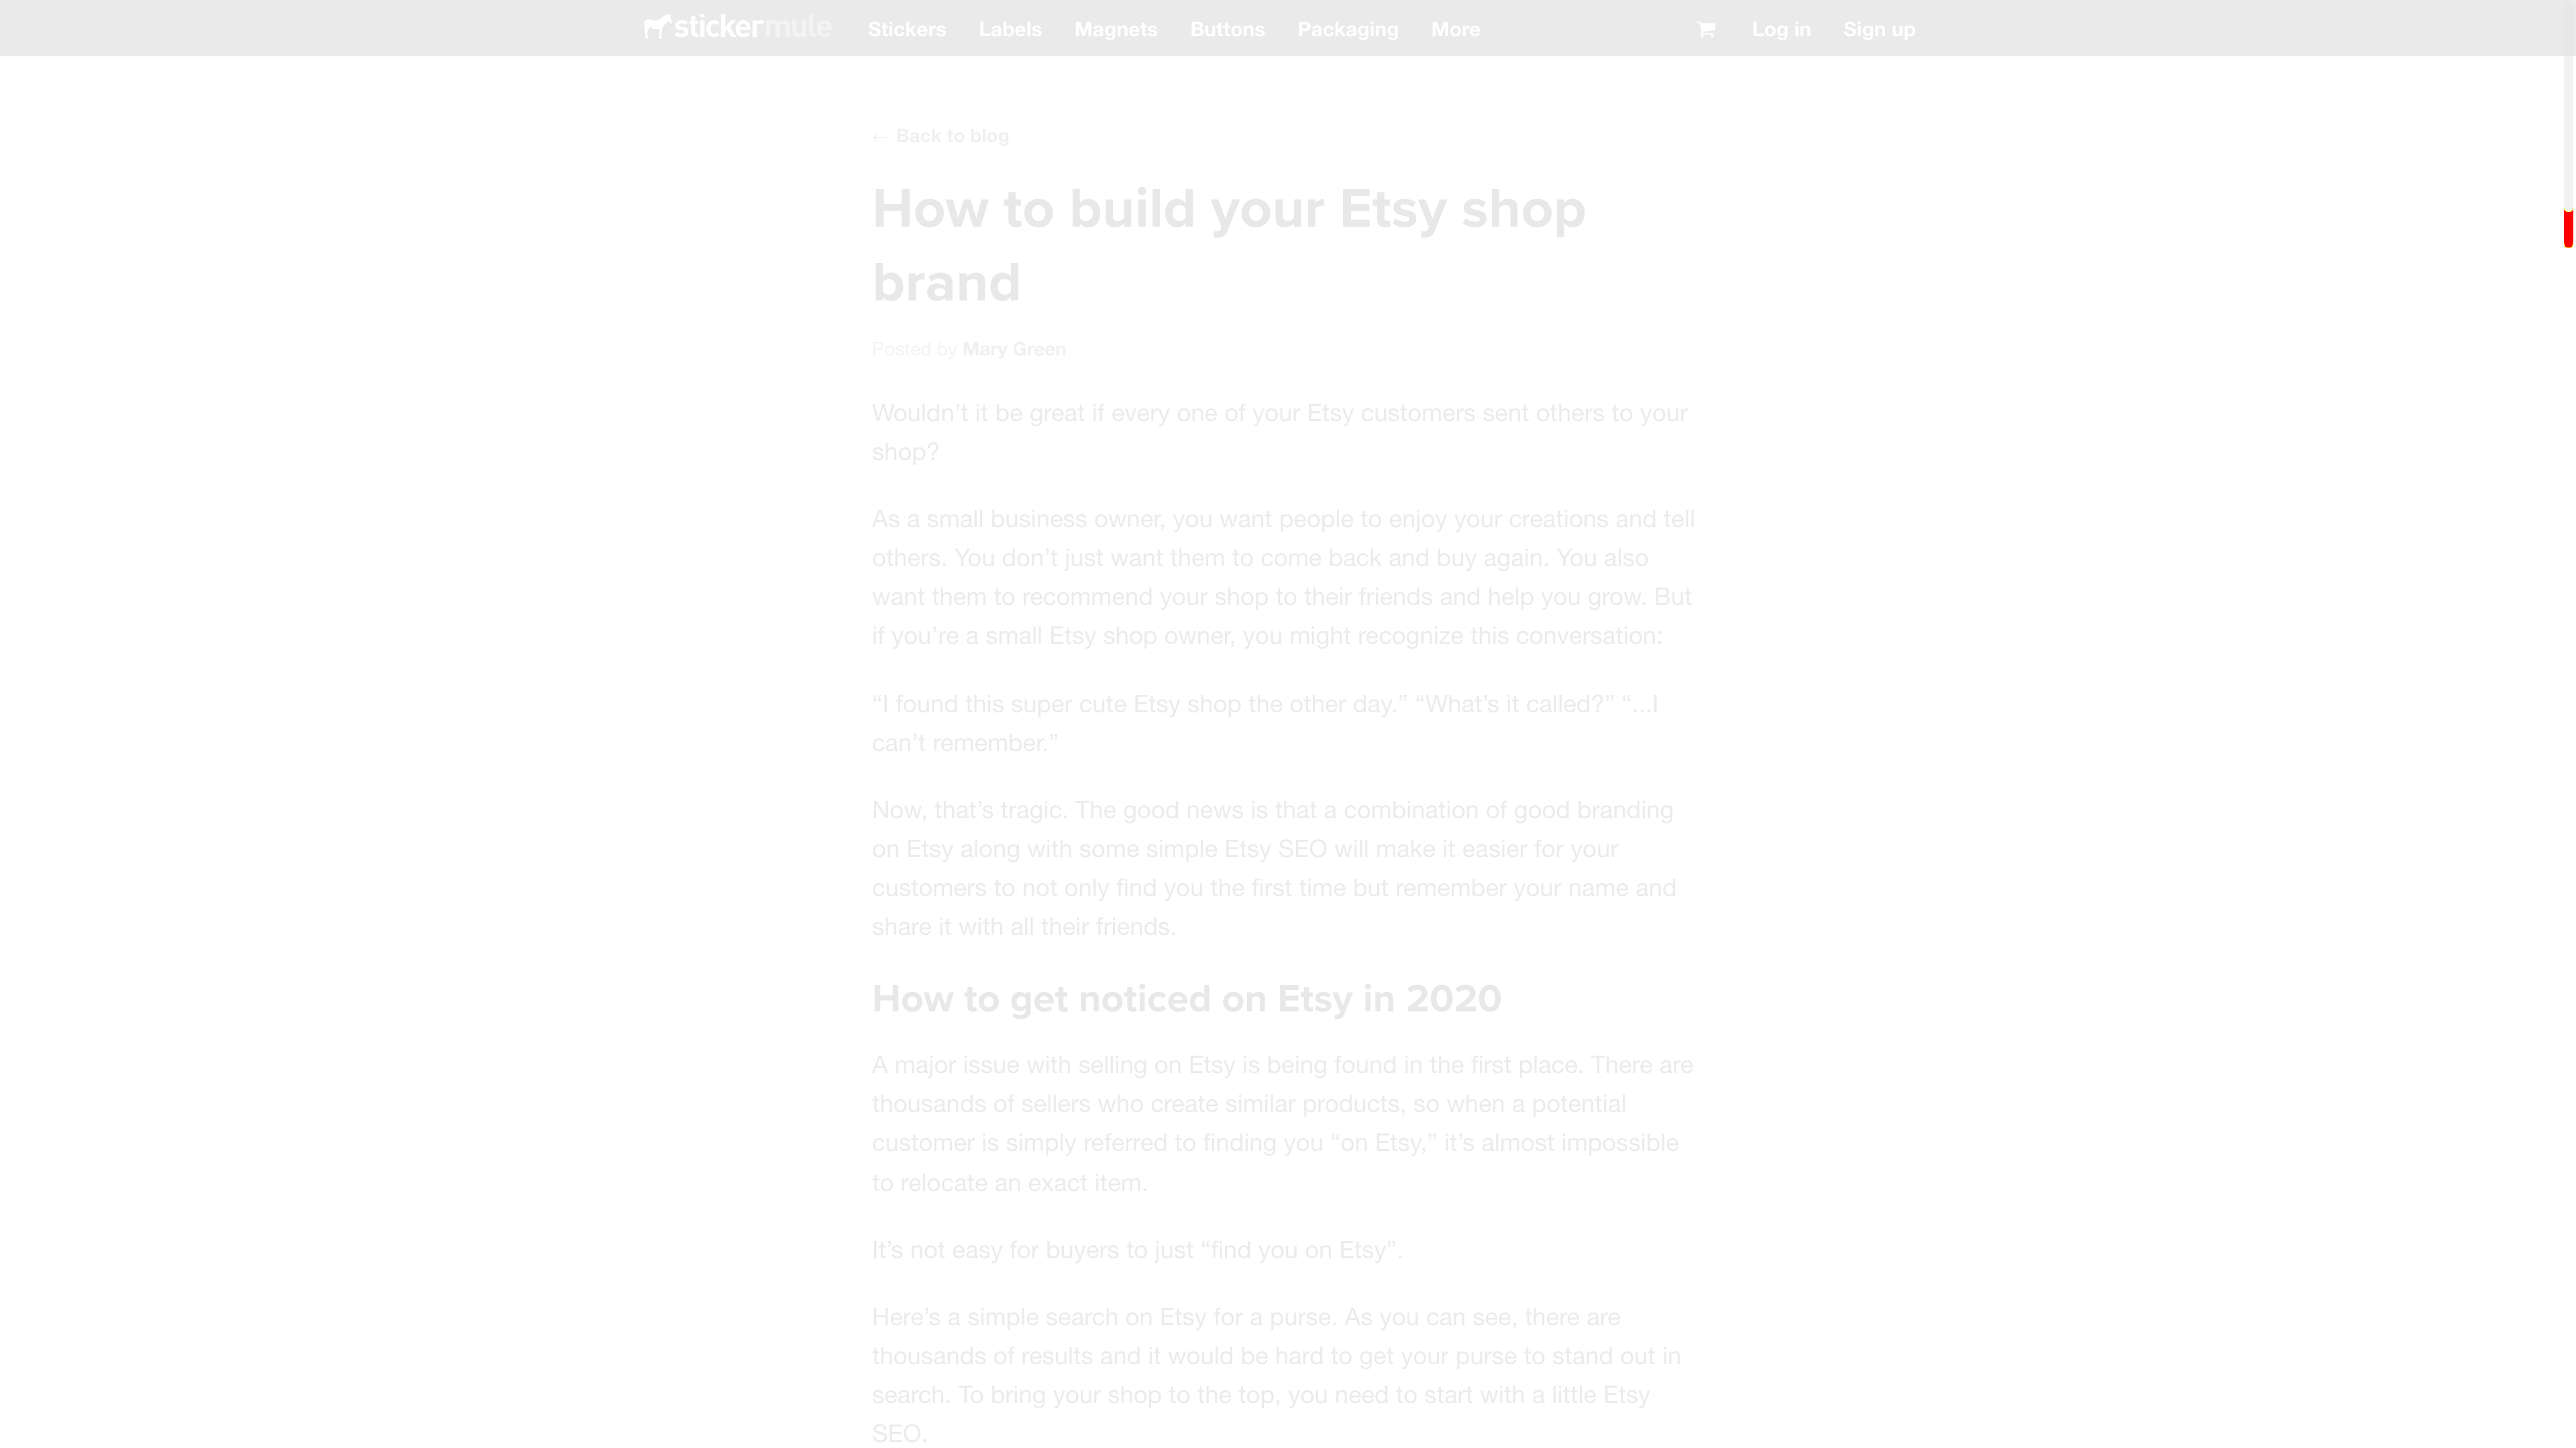 stickermule Stickers Labels Magnets Buttons Packaging More Log in Sign up
← Back to blog
How to build your Etsy shop
brand
Posted by Mary Green
Wouldn’t it be great if every one of your Etsy customers sent others to your
shop?
As a small business owner, you want people to enjoy your creations and tell
others. You don’t just want them to come back and buy again. You also
want them to recommend your shop to their friends and help you grow. But
if you’re a small Etsy shop owner, you might recognize this conversation:
“I found this super cute Etsy shop the other day.” “What’s it called?” “...I
can’t remember.”
Now, that’s tragic. The good news is that a combination of good branding
on Etsy along with some simple Etsy SEO will make it easier for your
customers to not only find you the first time but remember your name and
share it with all their friends.
How to get noticed on Etsy in 2020
A major issue with selling on Etsy is being found in the first place. There are
thousands of sellers who create similar products, so when a potential
customer is simply referred to finding you “on Etsy,” it’s almost impossible
to relocate an exact item.
It’s not easy for buyers to just “find you on Etsy”.
Here’s a simple search on Etsy for a purse. As you can see, there are
thousands of results and it would be hard to get your purse to stand out in
search. To bring your shop to the top, you need to start with a little Etsy
SEO.